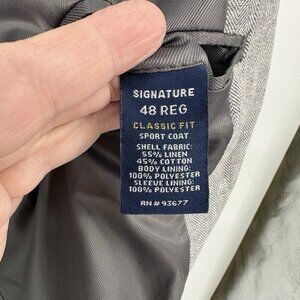 SIGNATURE
48 REG
CLASSIC FIT
SPORT COAT
SHELL FABRIC:
55% LINEN
45% COTTON
BODY LINING:
100% POLYESTER
SLEEVE LINING:
100% POLYESTER
RN # 93677